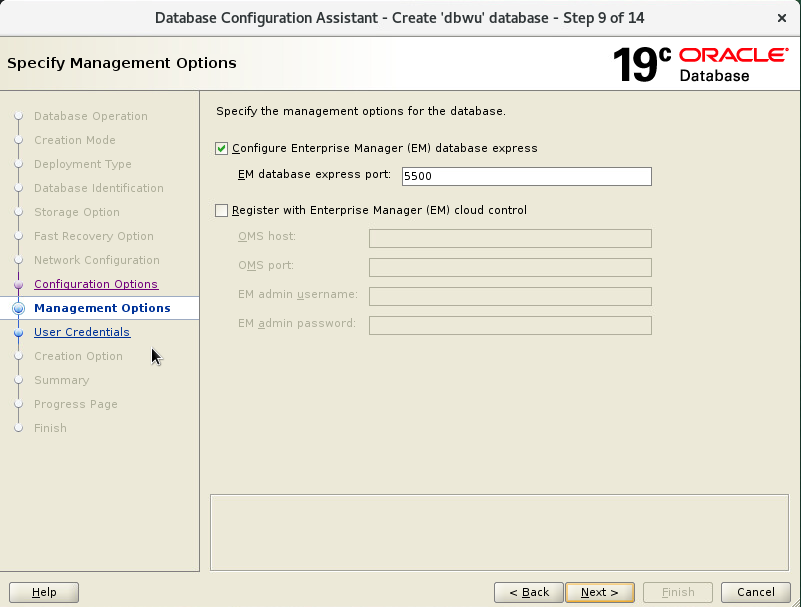 Database Configuration Assistant - Create 'dbwu' database - Step 9 of 14
Specify Management Options
19c ORACLE
Database
Database Operation
Creation Mode
Deployment Type
Database Identification
Storage Option
Fast Recovery Option
Network Configuration
Configuration Options
Management Options
User Credentials
Creation Option
Summary
Progress Page
Finish
Specify the management options for the database.
Configure Enterprise Manager (EM) database express
EM database express port: 5500
Register with Enterprise Manager (EM) cloud control
OMS host:
OMS port:
EM admin username:
EM admin password:
Help
< Back
Next >
Finish
Cancel